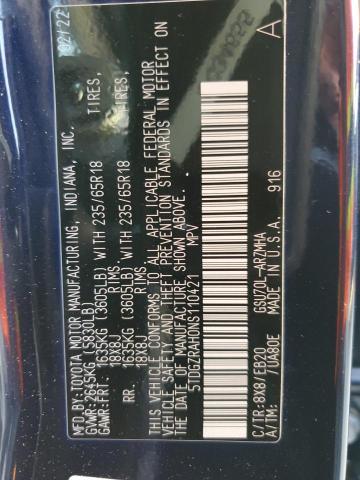 MFD.BY:TOYOTA MOTOR MANUFACTURING, INDIANA, INC. 02/22
GVWR:2645KG (5830LB)
GAWR:FRT. 1635KG (3605LB) WITH 235/65R18 TIRES,
18X8J RIMS
RR. 1635KG (3605LB) WITH 235/65R18 TIRES,
18X8J RIMS
THIS VEHICLE CONFORMS TO ALL APPLICABLE FEDERAL MOTOR
VEHICLE SAFETY AND THEFT PREVENTION STANDARDS IN EFFECT ON
THE DATE OF MANUFACTURE SHOWN ABOVE.
5TDGZRAH0NS110421 MPV
C/TR:8X8/EB20 GSU70L-ARZMHA
A/TM: /UA80E MADE IN U.S.A. A
916